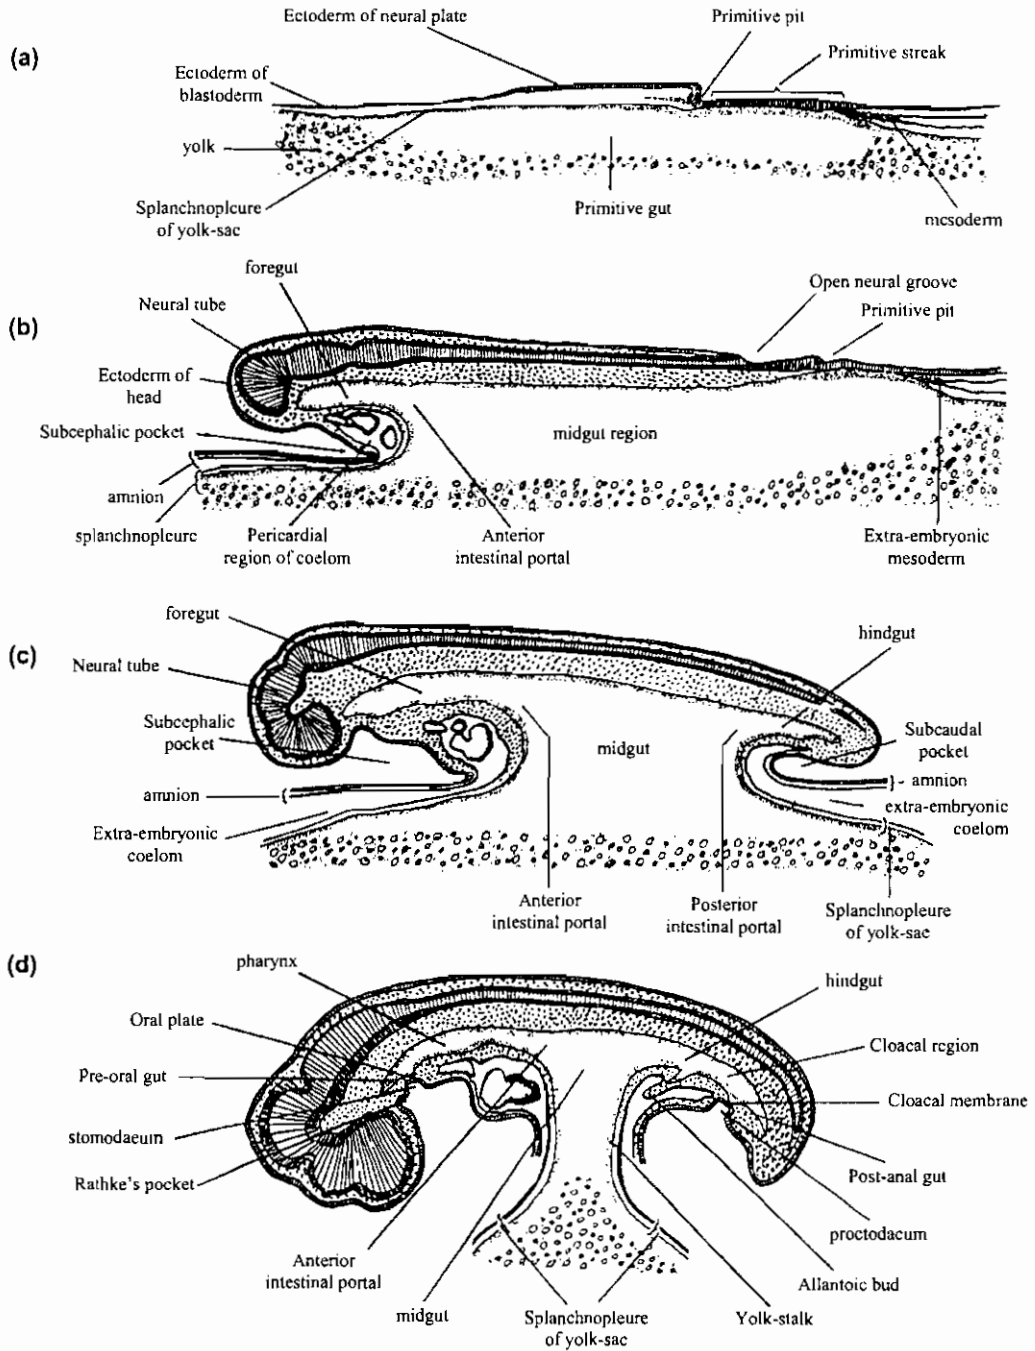 (a)
Ectoderm of neural plate
Primitive pit
Primitive streak
Ectoderm of
blastoderm
yolk
Splanchnopleure
of yolk-sac
Primitive gut
mesoderm
(b)
foregut
Neural tube
Open neural groove
Primitive pit
Ectoderm of
head
Subcephalic pocket
midgut region
amnion
splanchnopleure
Pericardial
region of coelom
Anterior
intestinal portal
Extra-embryonic
mesoderm
(c)
foregut
hindgut
Neural tube
Subcephalic
pocket
midgut
Subcaudal
pocket
amnion
amnion
extra-embryonic
coelom
Extra-embryonic
coelom
Anterior
intestinal portal
Posterior
intestinal portal
Splanchnopleure
of yolk-sac
(d)
pharynx
hindgut
Oral plate
Cloacal region
Pre-oral gut
Cloacal membrane
stomodaeum
Rathke's pocket
Post-anal gut
proctodaeum
Anterior
intestinal portal
Allantoic bud
midgut
Splanchnopleure
of yolk-sac
Yolk-stalk